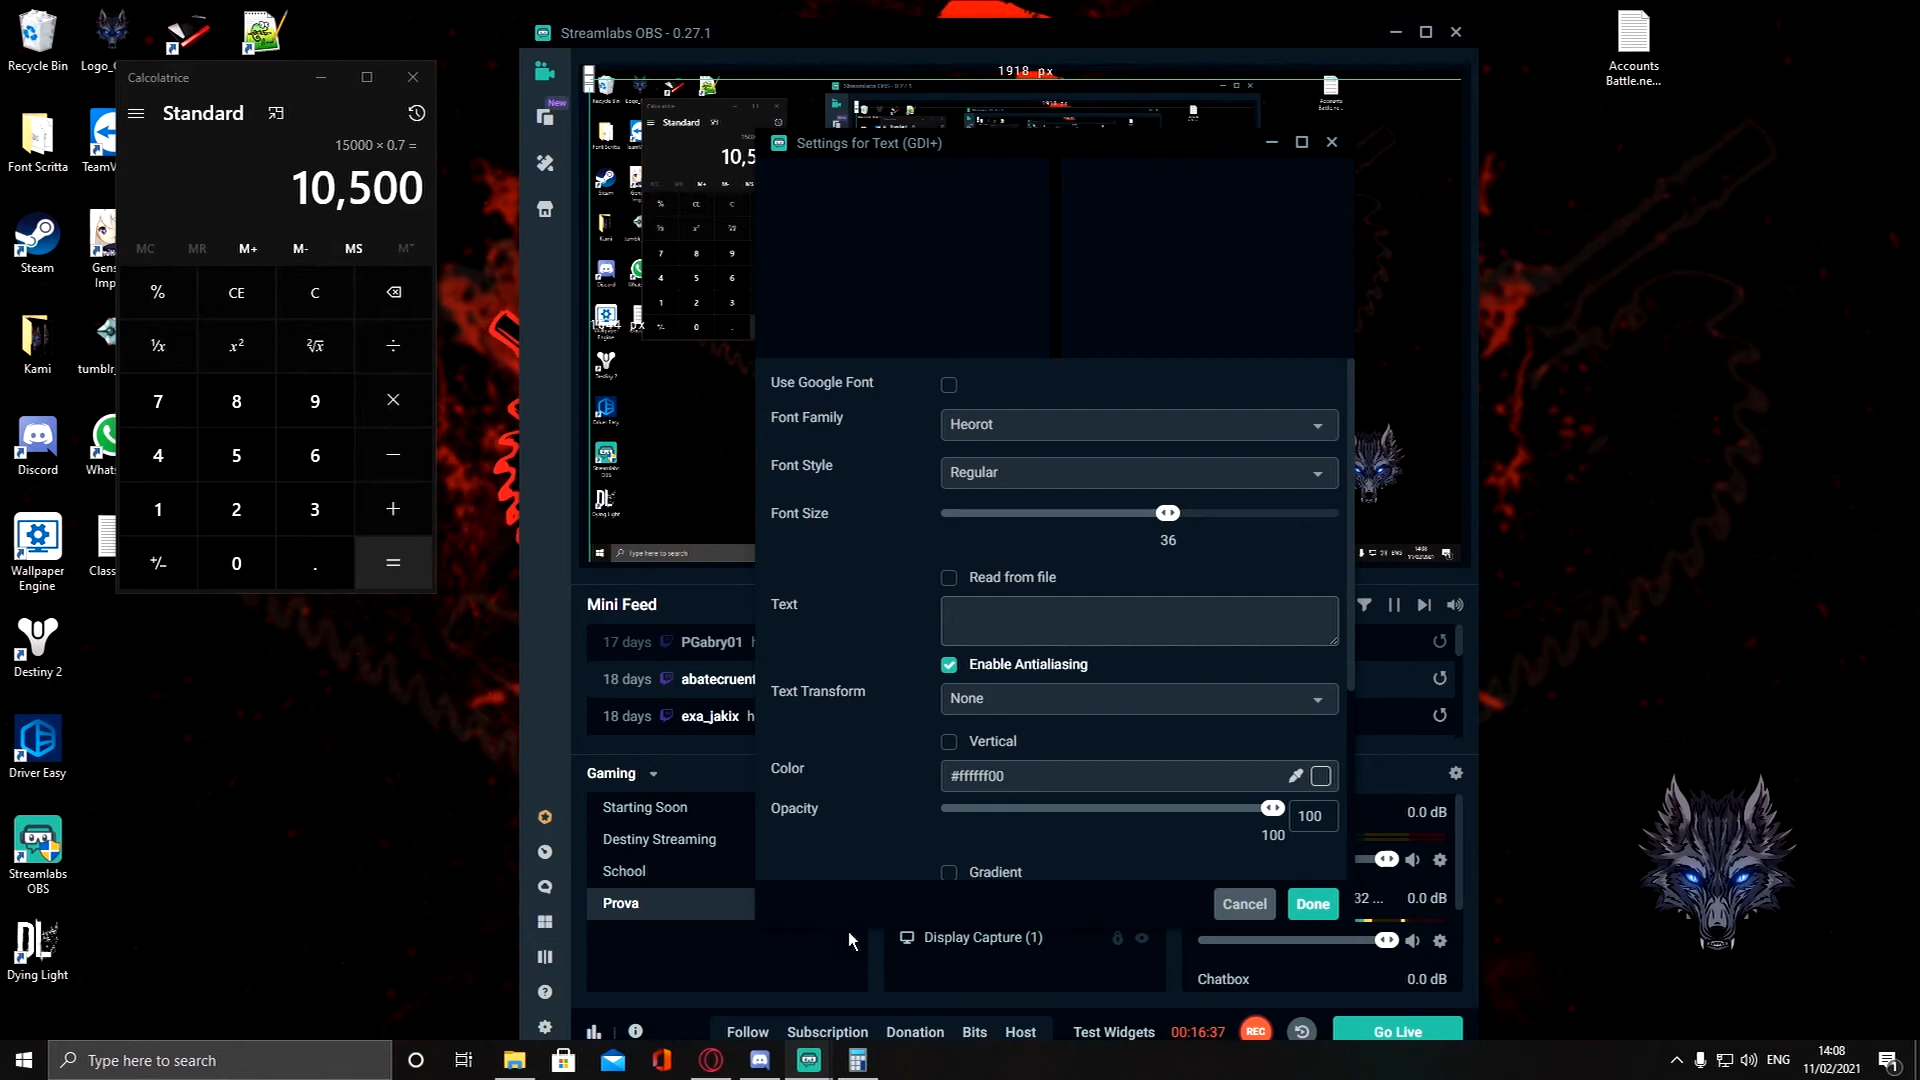 Recycle Bin
Logo_
Font Scritta
TeamV
Steam
Gens
Imp
Kami
tumblr_
Discord
Whats
Wallpaper
Engine
Class
Destiny 2
Driver Easy
Streamlabs
OBS
Dying Light
Accounts
Battle.ne...
Calcolatrice
Standard
15000 × 0.7 =
10,500
MC MR M+ M- MS M
% CE C
¹/x x² ²√x ÷
7 8 9 ×
4 5 6 −
1 2 3 +
+/- 0 . =
Streamlabs OBS - 0.27.1
New
1918 px
Settings for Text (GDI+)
Use Google Font
Font Family
Heorot
Font Style
Regular
Font Size
36
Read from file
Text
Enable Antialiasing
Text Transform
None
Vertical
Color
#ffffff00
Opacity
100
100
Gradient
Cancel
Done
Mini Feed
17 days PGabry01 h
18 days abatecruent
18 days exa_jakix h
Gaming
Starting Soon
Destiny Streaming
School
Prova
Display Capture (1)
0.0 dB
32 ... 0.0 dB
Chatbox 0.0 dB
Follow Subscription Donation Bits Host
Test Widgets
00:16:37
REC
Go Live
Type here to search
ENG
14:08
11/02/2021
1